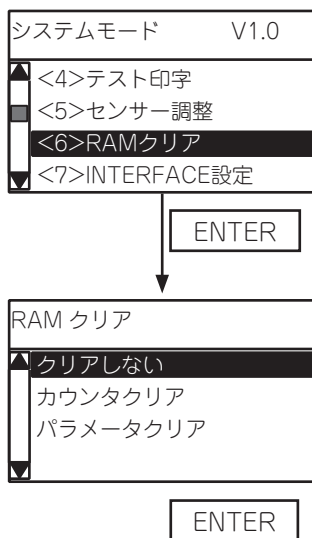 システムモード V1.0
<4>テスト印字
<5>センサー調整
<6>RAMクリア
<7>INTERFACE設定
ENTER
RAM クリア
クリアしない
カウンタクリア
パラメータクリア
ENTER